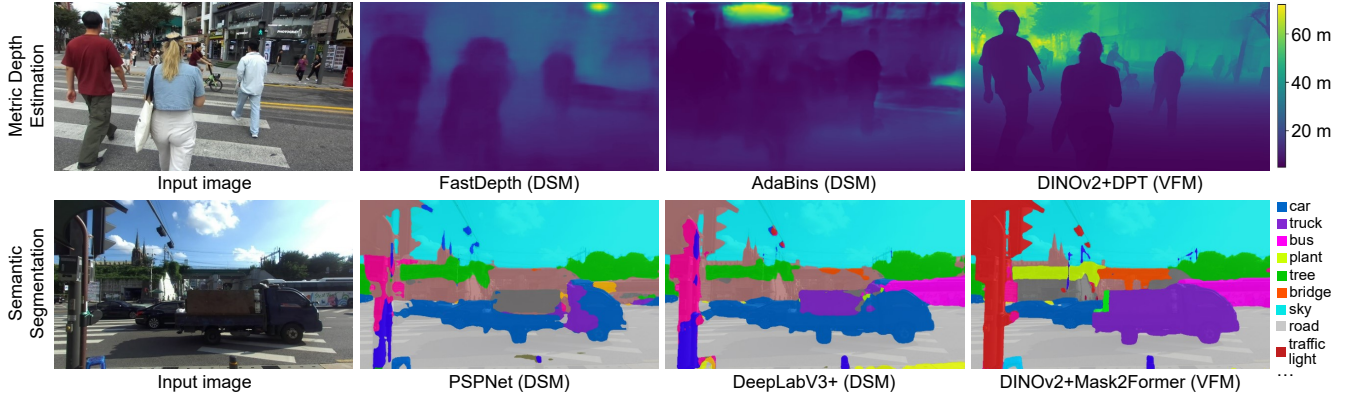 Metric Depth
Estimation
60 m
40 m
20 m
Input image
FastDepth (DSM)
AdaBins (DSM)
DINOv2+DPT (VFM)
Semantic
Segmentation
car
truck
bus
plant
tree
bridge
sky
road
traffic
light
...
Input image
PSPNet (DSM)
DeepLabV3+ (DSM)
DINOv2+Mask2Former (VFM)